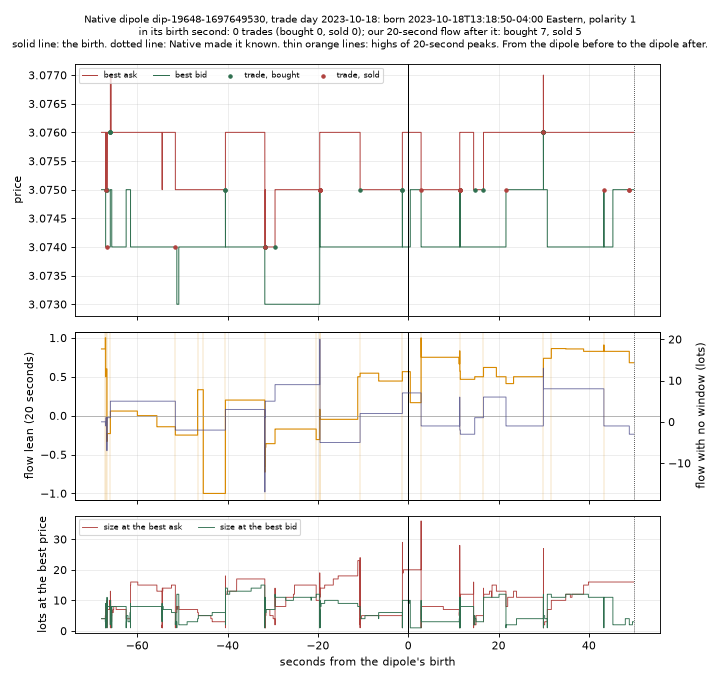 Native dipole dip-19648-1697649530, trade day 2023-10-18: born 2023-10-18T13:18:50-04:00 Eastern, polarity 1
in its birth second: 0 trades (bought 0, sold 0); our 20-second flow after it: bought 7, sold 5
solid line: the birth. dotted line: Native made it known. thin orange lines: highs of 20-second peaks. From the dipole before to the dipole after.
best ask
best bid
trade, bought
trade, sold
3.0770
3.0765
3.0760
3.0755
3.0750
3.0745
3.0740
3.0735
3.0730
price
1.0
0.5
0.0
−0.5
−1.0
flow lean (20 seconds)
20
10
0
−10
flow with no window (lots)
size at the best ask
size at the best bid
30
20
10
0
lots at the best price
−60
−40
−20
0
20
40
seconds from the dipole's birth